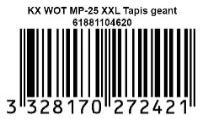 KX WOT MP-25 XXL Tapis geant
61881104620
3 328170 272421